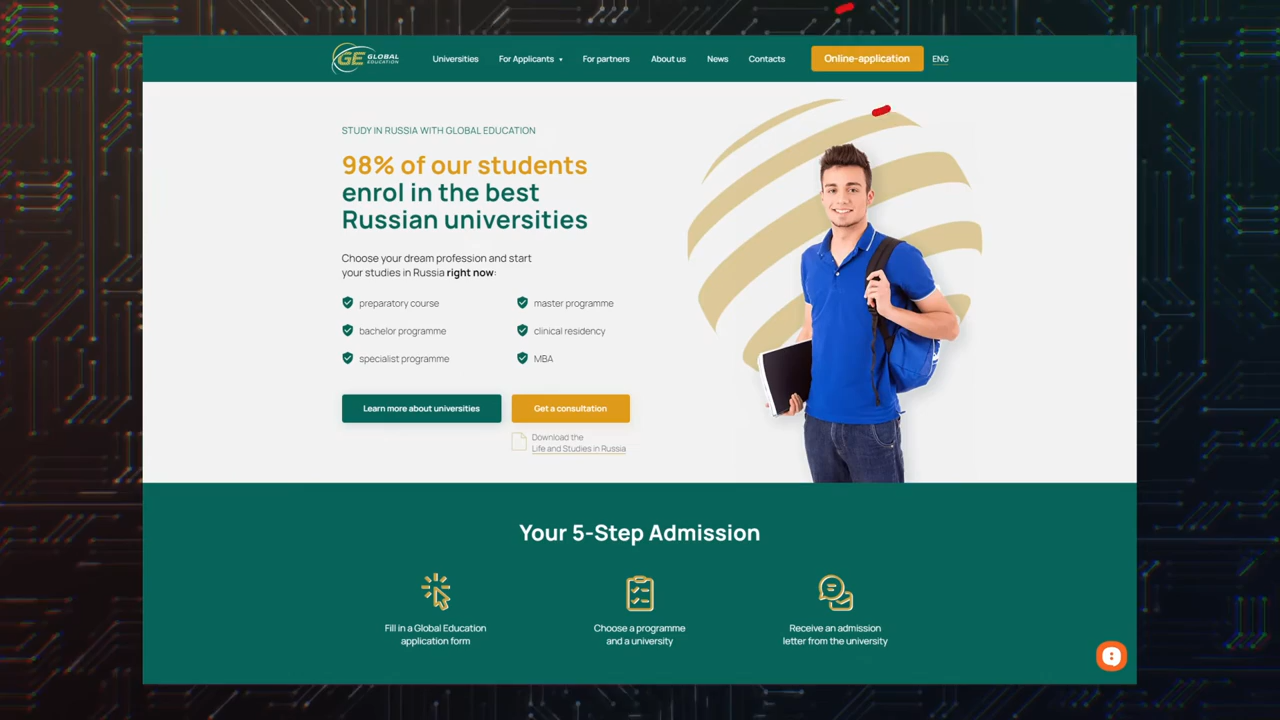 GE GLOBAL
EDUCATION
Universities
For Applicants
For partners
About us
News
Contacts
Online-application
ENG
STUDY IN RUSSIA WITH GLOBAL EDUCATION
98% of our students
enrol in the best
Russian universities
Choose your dream profession and start
your studies in Russia right now:
preparatory course
master programme
bachelor programme
clinical residency
specialist programme
MBA
Learn more about universities
Get a consultation
Download the
Life and Studies in Russia
Your 5-Step Admission
Fill in a Global Education
application form
Choose a programme
and a university
Receive an admission
letter from the university